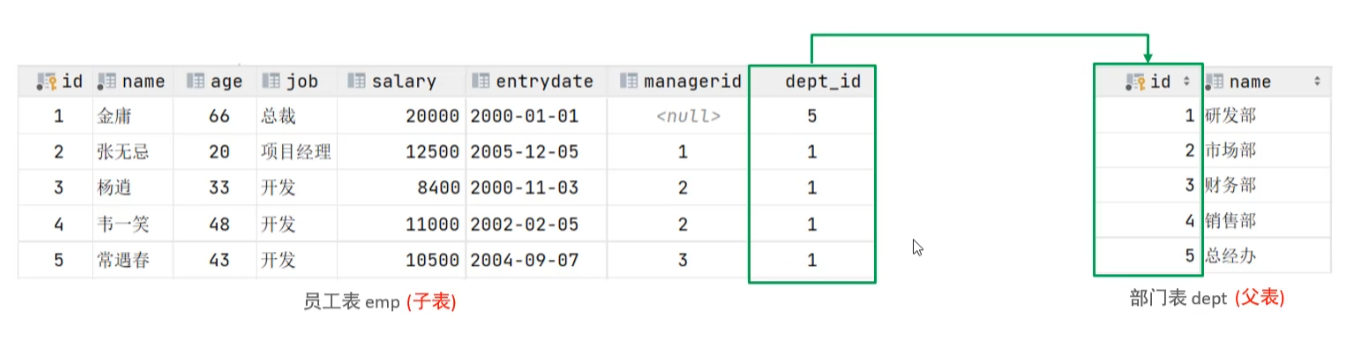 id name age job salary entrydate managerid dept_id
1 金庸 66 总裁 20000 2000-01-01 <null> 5
2 张无忌 20 项目经理 12500 2005-12-05 1 1
3 杨逍 33 开发 8400 2000-11-03 2 1
4 韦一笑 48 开发 11000 2002-02-05 2 1
5 常遇春 43 开发 10500 2004-09-07 3 1
员工表 emp (子表)
id name
1 研发部
2 市场部
3 财务部
4 销售部
5 总经办
部门表 dept (父表)